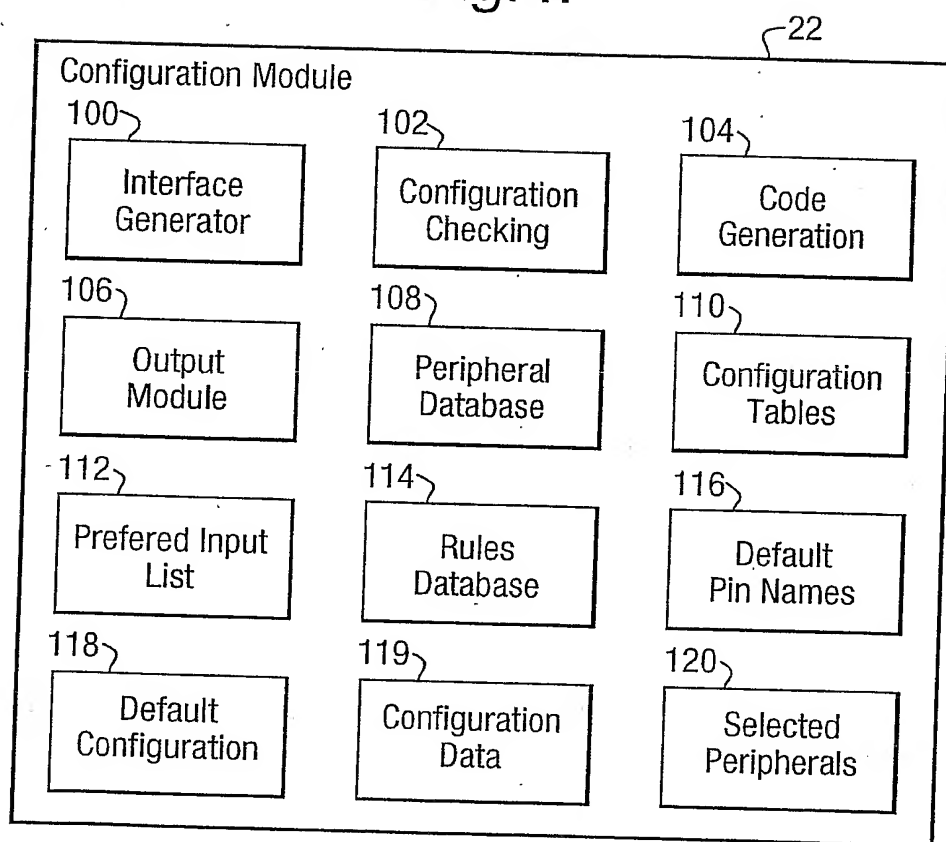 22
Configuration Module
100
102
104
Interface
Generator
Configuration
Checking
Code
Generation
106
108
110
Output
Module
Peripheral
Database
Configuration
Tables
112
114
116
Prefered Input
List
Rules
Database
Default
Pin Names
118
119
120
Default
Configuration
Configuration
Data
Selected
Peripherals